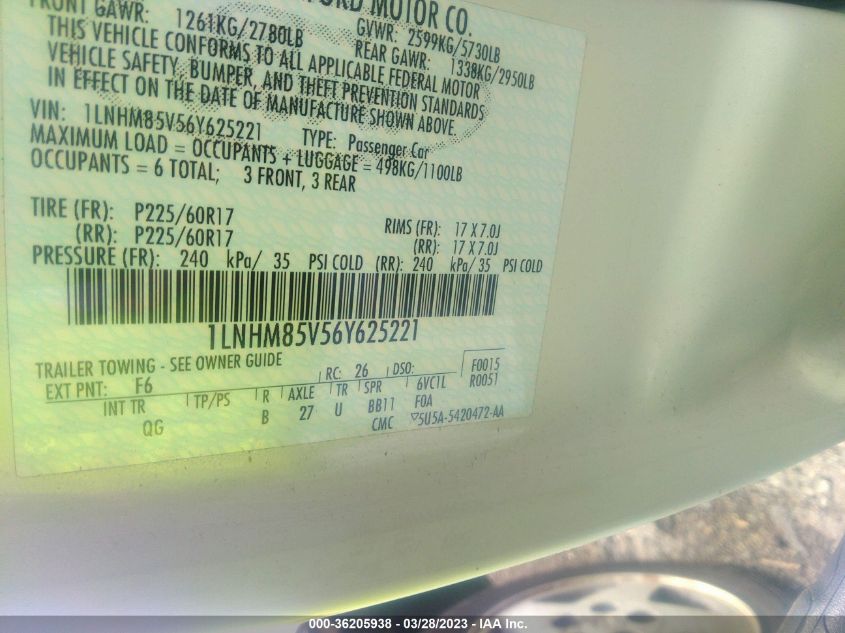 FORD MOTOR CO.
FRONT GAWR: 1261KG/2780LB GVWR: 2599KG/5730LB
REAR GAWR: 1338KG/2950LB
THIS VEHICLE CONFORMS TO ALL APPLICABLE FEDERAL MOTOR
VEHICLE SAFETY, BUMPER, AND THEFT PREVENTION STANDARDS
IN EFFECT ON THE DATE OF MANUFACTURE SHOWN ABOVE.
VIN: 1LNHM85V56Y625221 TYPE: Passenger Car
MAXIMUM LOAD = OCCUPANTS + LUGGAGE = 498KG/1100LB
OCCUPANTS = 6 TOTAL; 3 FRONT, 3 REAR
TIRE (FR): P225/60R17 RIMS (FR): 17 X 7.0J
(RR): P225/60R17 (RR): 17 X 7.0J
PRESSURE (FR): 240 kPa/ 35 PSI COLD (RR): 240 kPa/ 35 PSI COLD
1LNHM85V56Y625221
TRAILER TOWING - SEE OWNER GUIDE
EXT PNT: F6 RC: 26 DSO: F0015
R0051
INT TR TP/PS R AXLE TR SPR 6VC1L
QG B 27 U BB11 FOA
CMC ▽5U5A-5420472-AA
000-36205938 - 03/28/2023 - IAA Inc.